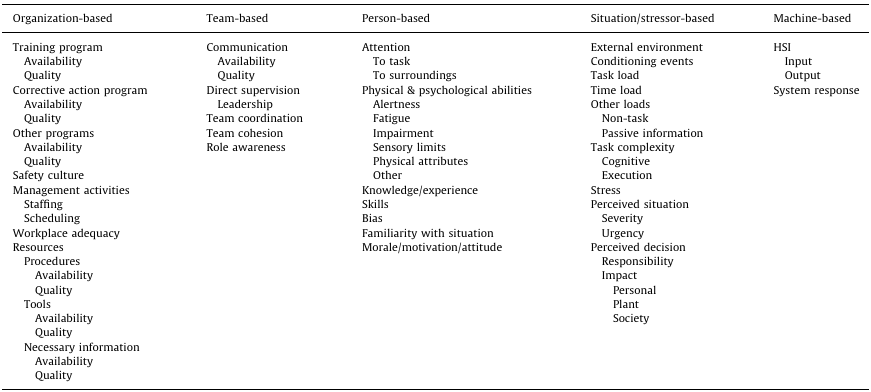 Organization-based Team-based Person-based Situation/stressor-based Machine-based
Training program Communication Attention External environment HSI
Availability Availability To task Conditioning events Input
Quality Quality To surroundings Task load Output
Corrective action program Direct supervision Physical & psychological abilities Time load System response
Availability Leadership Alertness Other loads
Quality Team coordination Fatigue Non-task
Other programs Team cohesion Impairment Passive information
Availability Role awareness Sensory limits Task complexity
Quality Physical attributes Cognitive
Safety culture Other Execution
Management activities Knowledge/experience Stress
Staffing Skills Perceived situation
Scheduling Bias Severity
Workplace adequacy Familiarity with situation Urgency
Resources Morale/motivation/attitude Perceived decision
Procedures Responsibility
Availability Impact
Quality Personal
Tools Plant
Availability Society
Quality
Necessary information
Availability
Quality